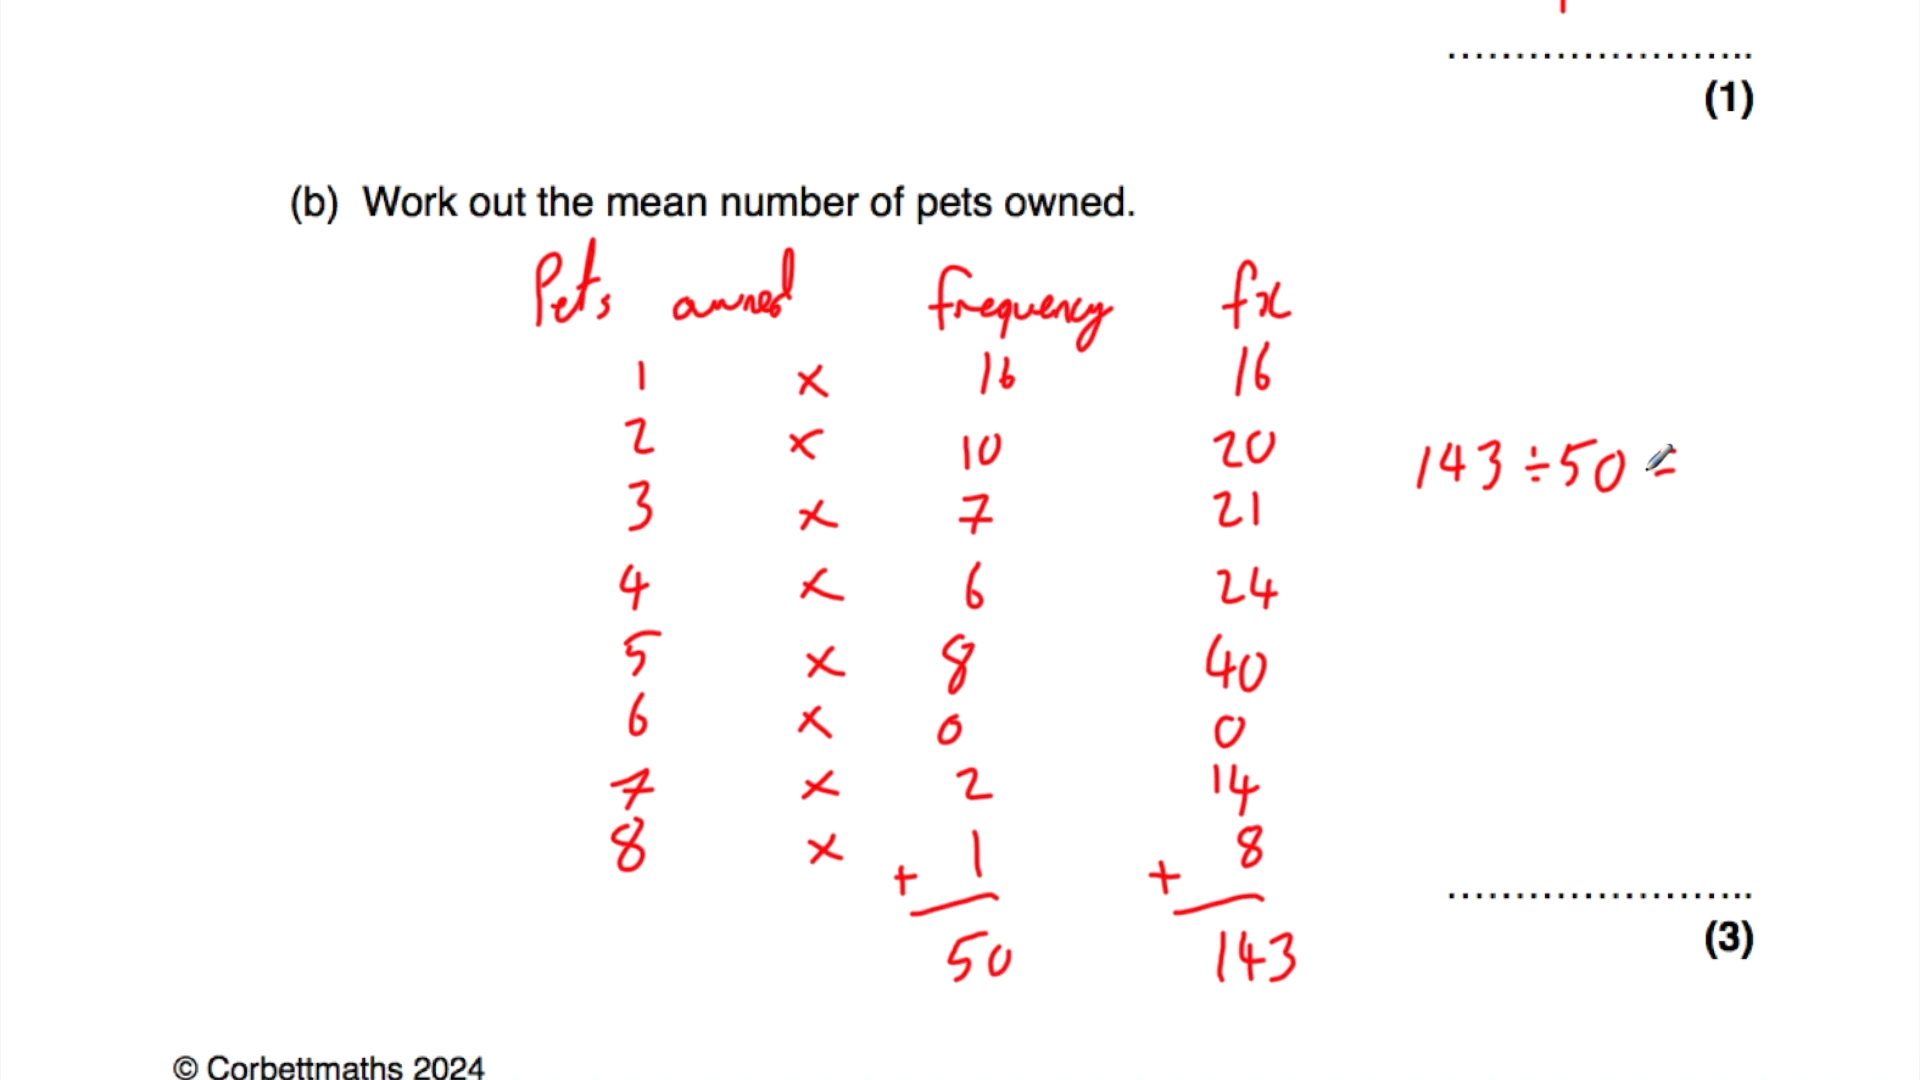 (1)
(b) Work out the mean number of pets owned.
Pets owned frequency fx
1 × 16 16
2 × 10 20
3 × 7 21
143 ÷ 50 =
4 × 6 24
5 × 8 40
6 × 0 0
7 × 2 14
8 × + 1 + 8
50 143
(3)
© Corbettmaths 2024